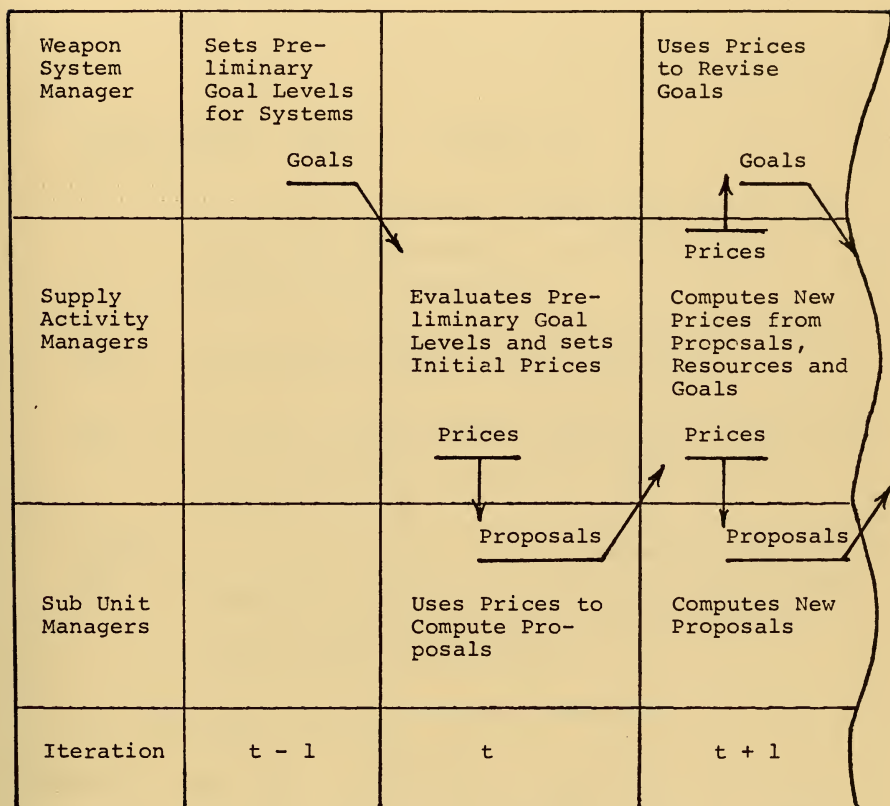 Weapon
System
Manager
Sets Pre-
liminary
Goal Levels
for Systems
Uses Prices
to Revise
Goals
Goals
Goals
Prices
Supply
Activity
Managers
Evaluates Pre-
liminary Goal
Levels and sets
Initial Prices
Computes New
Prices from
Proposals,
Resources and
Goals
Prices
Prices
Proposals
Proposals
Sub Unit
Managers
Uses Prices to
Compute Pro-
posals
Computes New
Proposals
Iteration
t - 1
t
t + 1